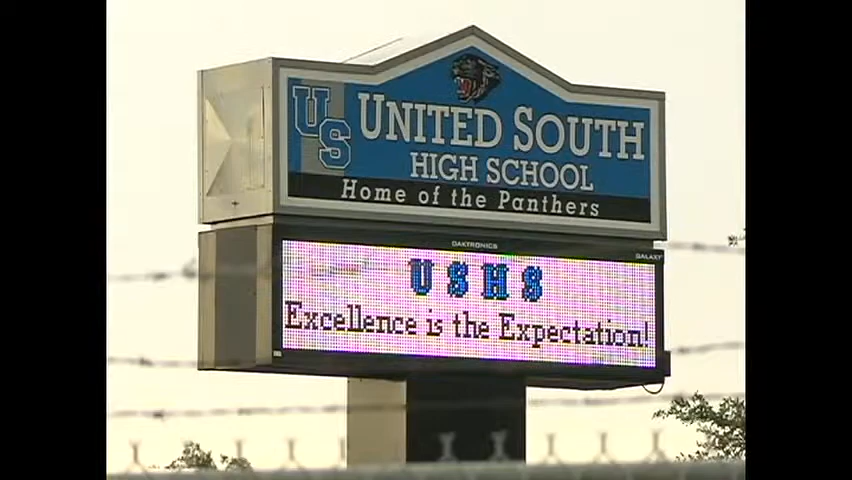 US
UNITED SOUTH
HIGH SCHOOL
Home of the Panthers
DAKTRONICS
GALAXY
USHS
Excellence is the Expectation!